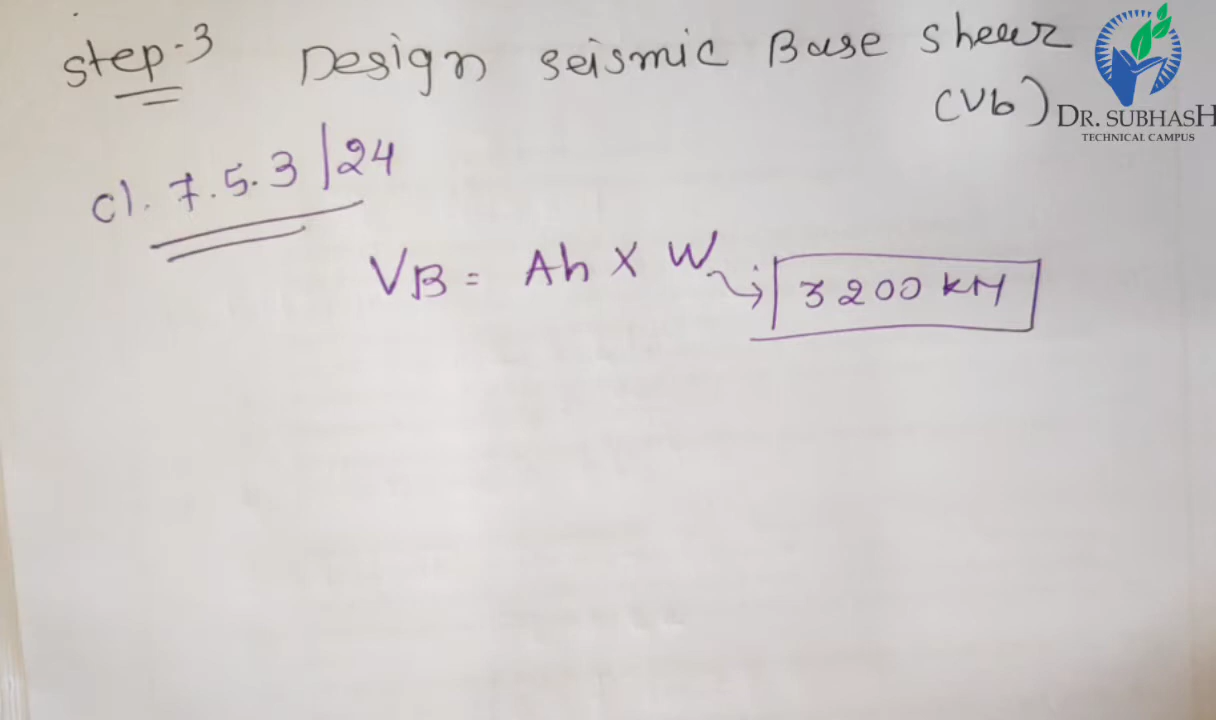 step-3 Design seismic Base shear
(Vb)
DR. SUBHASH
TECHNICAL CAMPUS
cl. 7.5.3 | 24
VB = Ah × W → 3200 kN